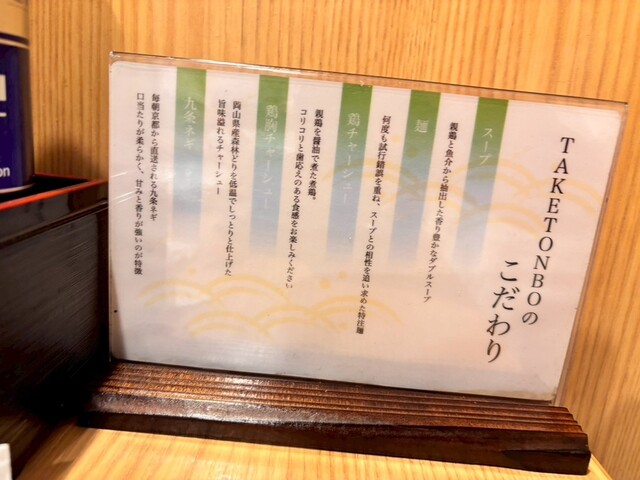 TAKETONBOの
こだわり
スープ
親鶏と魚介から抽出した香り豊かなダブルスープ
麺
何度も試行錯誤を重ね、スープとの相性を追い求めた特注麺
鶏チャーシュー
親鶏を醤油で煮た煮鶏。
コリコリと歯応えのある食感をお楽しみください
鶏胸チャーシュー
岡山県産森林どりを低温でしっとりと仕上げた
旨味溢れるチャーシュー
九条ネギ
毎朝京都から直送される九条ネギ
口当たりが柔らかく、甘みと香りが強いのが特徴